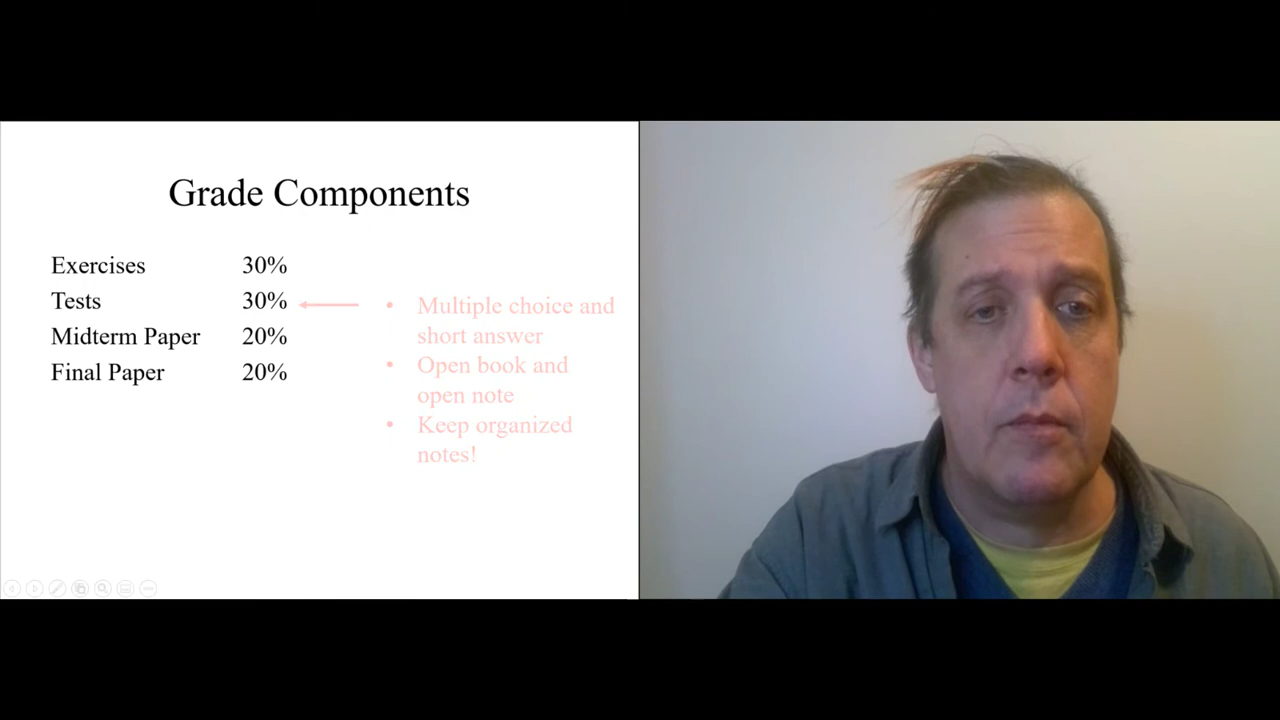 Grade Components
Exercises 30%
Tests 30%
Midterm Paper 20%
Final Paper 20%
• Multiple choice and
short answer
• Open book and
open note
• Keep organized
notes!